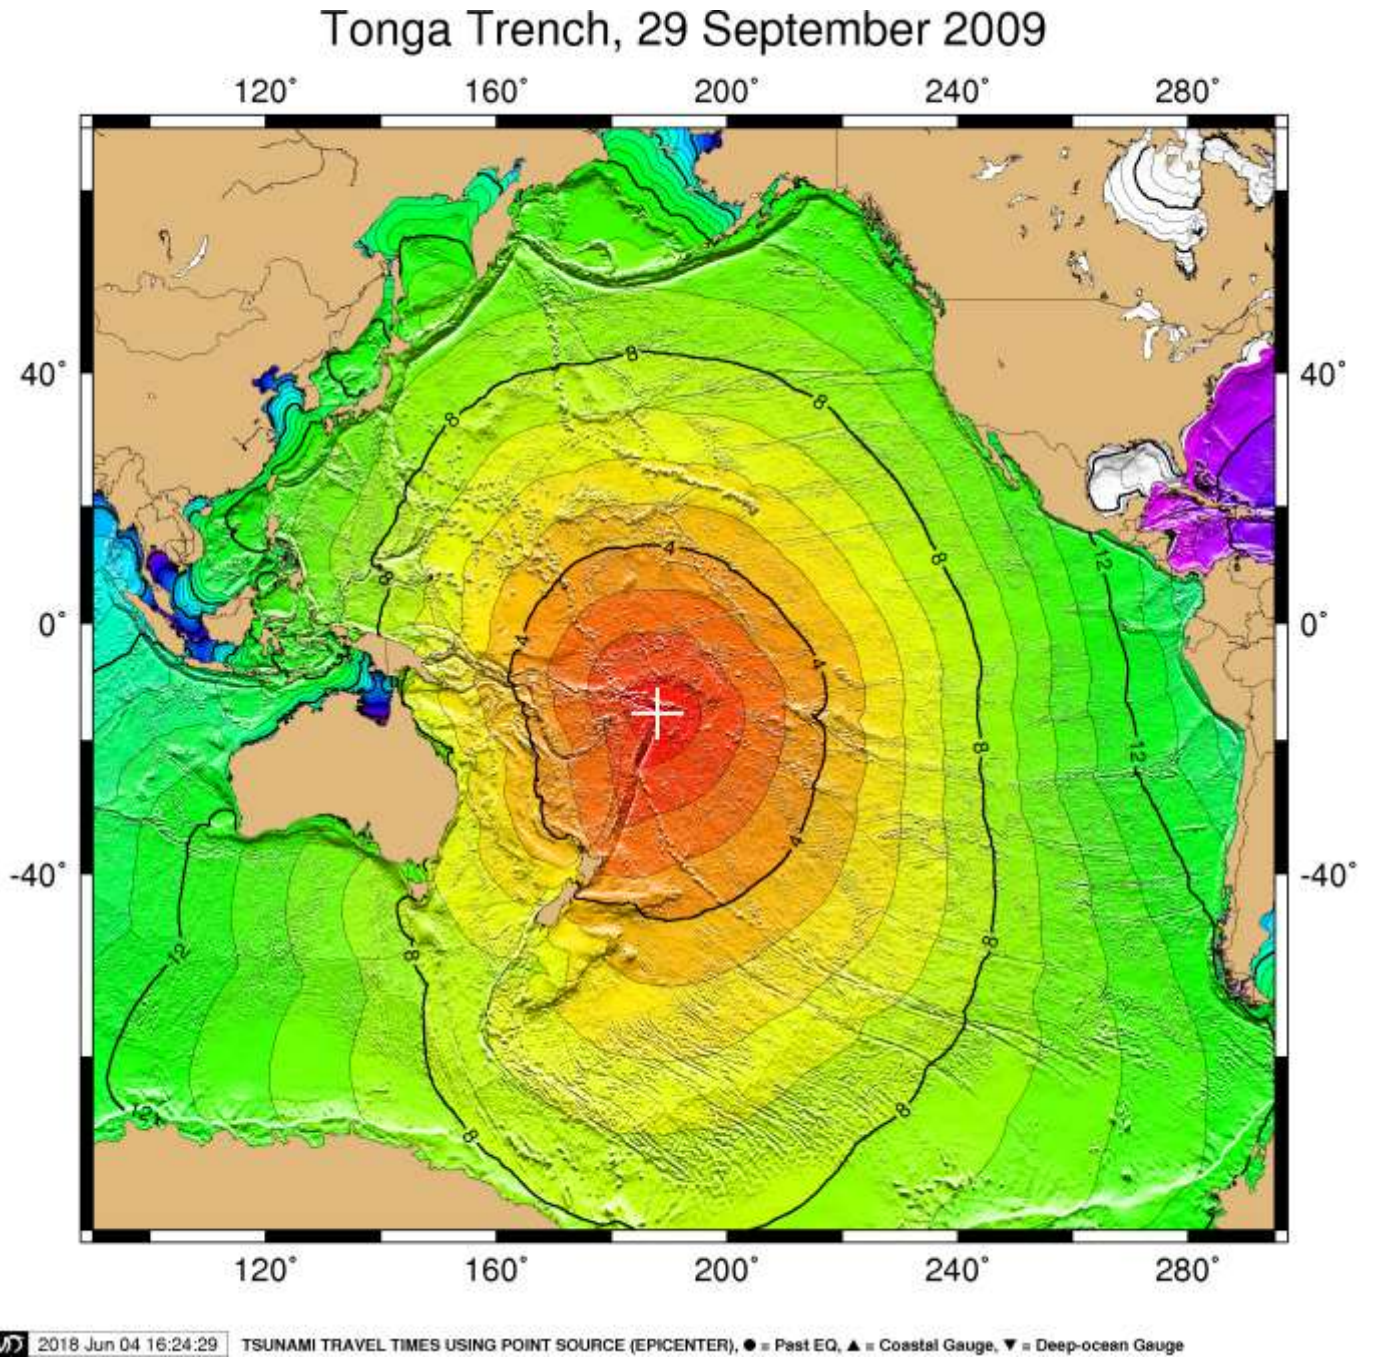 Tonga Trench, 29 September 2009
120° 160° 200° 240° 280°
8
8 8
40° 40°
12
8
4
8
0° 4 4 0°
8 12
4
-40° -40°
12 8 8
12 8
8
120° 160° 200° 240° 280°
2018 Jun 04 16:24:29 TSUNAMI TRAVEL TIMES USING POINT SOURCE (EPICENTER), ● = Past EQ, ▲ = Coastal Gauge, ▼ = Deep-ocean Gauge